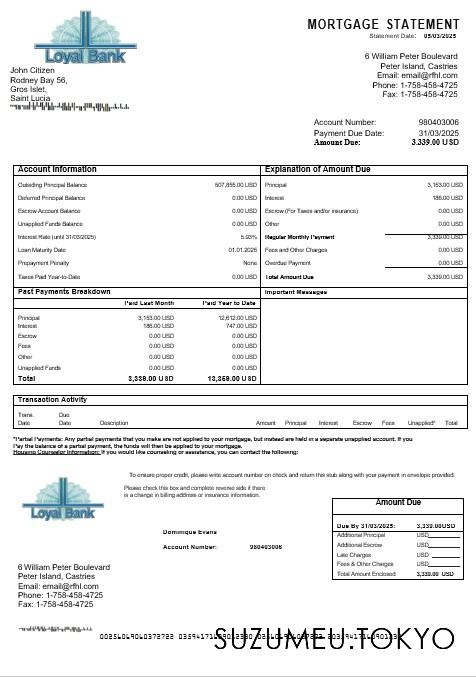 MORTGAGE STATEMENT
Statement Date: 05/03/2025
Loyal Bank
John Citizen
Rodney Bay 56,
Gros Islet,
Saint Lucia
6 William Peter Boulevard
Peter Island, Castries
Email: email@rfhl.com
Phone: 1-758-458-4725
Fax: 1-758-458-4725
Account Number: 980403006
Payment Due Date: 31/03/2025
Amount Due: 3.339.00 USD
Account Information
Outsiding Principal Balance 507,855.00 USD
Deferred Principal Balance 0.00 USD
Escrow Account Balance 0.00 USD
Unapplied Funds Balance 0.00 USD
Interest Rate (until 31/03/2025) 5.93%
Loan Maturity Date 01.01.2025
Prepayment Penalty None
Taxes Paid Year-to-Date 0.00 USD
Explanation of Amount Due
Principal 3,153.00 USD
Interest 186.00 USD
Escrow (For Taxes and/or insurance) 0.00 USD
Other 0.00 USD
Regular Monthly Payment 3,339.00 USD
Fees and Other Charges 0.00 USD
Overdue Payment 0.00 USD
Total Amount Due 3,339.00 USD
Past Payments Breakdown
Paid Last Month Paid Year to Date
Principal 3,153.00 USD 12,612.00 USD
Interest 186.00 USD 747.00 USD
Escrow 0.00 USD 0.00 USD
Fees 0.00 USD 0.00 USD
Other 0.00 USD 0.00 USD
Unapplied Funds 0.00 USD 0.00 USD
Total 3,339.00 USD 13,359.00 USD
Important Messages
Transaction Activity
Trans. Date Due Date Description Amount Principal Interest Escrow Fees Unapplied* Total
*Partial Payments: Any partial payments that you make are not applied to your mortgage, but instead are held in a separate unapplied account. If you
Pay the balance of a partial payment, the funds will then be applied to your mortgage.
Housing Counselor Information: If you would like counseling or assistance, you can contact the following:
To ensure proper credit, please write account number on check and return this stub along with your payment in envelope provided.
Please check this box and complete reverse side if there
is a change in billing address or insurance information.
Loyal Bank
Dominique Evans
Account Number: 980403006
Amount Due
Due By 31/03/2025: 3,339.00USD
Additional Principal USD
Additional Escrow USD
Late Charges USD
Fees & Other Charges USD
Total Amount Enclosed 3,339.00 USD
6 William Peter Boulevard
Peter Island, Castries
Email: email@rfhl.com
Phone: 1-758-458-4725
Fax: 1-758-458-4725
SUZUMEU.TOKYO